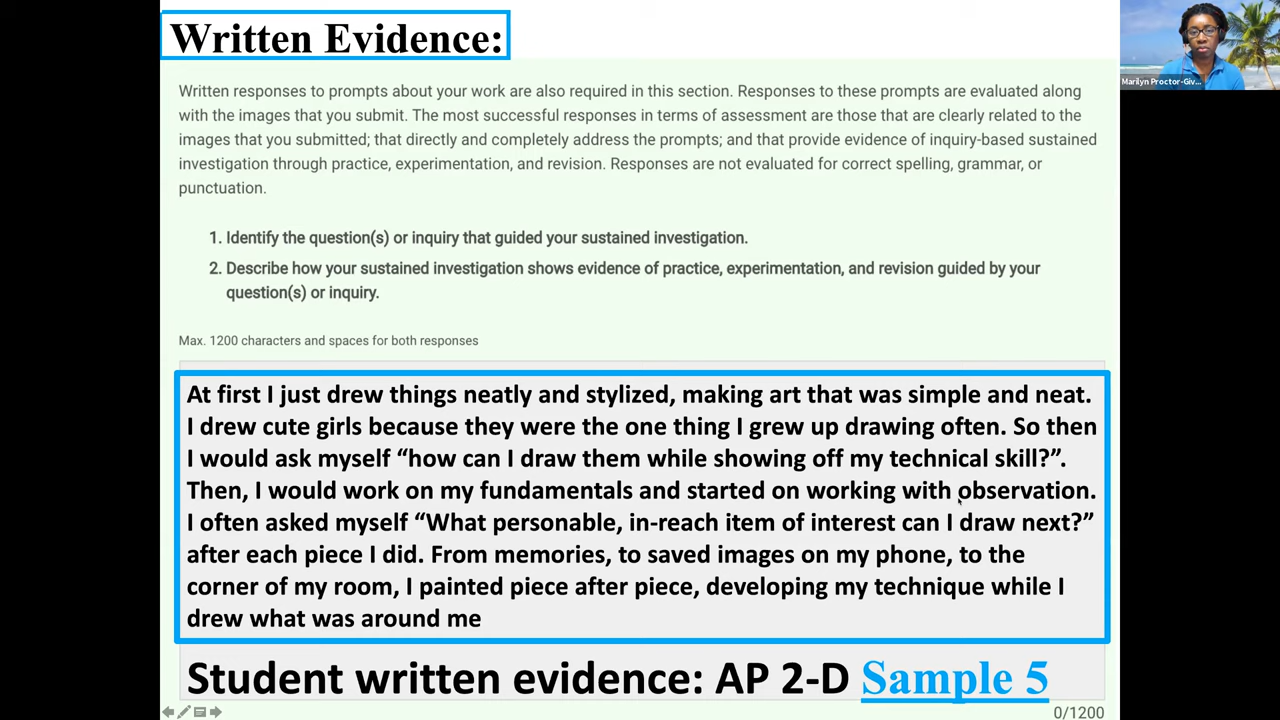 Written Evidence:
Marilyn Proctor-Giv...
Written responses to prompts about your work are also required in this section. Responses to these prompts are evaluated along
with the images that you submit. The most successful responses in terms of assessment are those that are clearly related to the
images that you submitted; that directly and completely address the prompts; and that provide evidence of inquiry-based sustained
investigation through practice, experimentation, and revision. Responses are not evaluated for correct spelling, grammar, or
punctuation.
1. Identify the question(s) or inquiry that guided your sustained investigation.
2. Describe how your sustained investigation shows evidence of practice, experimentation, and revision guided by your
question(s) or inquiry.
Max. 1200 characters and spaces for both responses
At first I just drew things neatly and stylized, making art that was simple and neat.
I drew cute girls because they were the one thing I grew up drawing often. So then
I would ask myself “how can I draw them while showing off my technical skill?”.
Then, I would work on my fundamentals and started on working with observation.
I often asked myself “What personable, in-reach item of interest can I draw next?”
after each piece I did. From memories, to saved images on my phone, to the
corner of my room, I painted piece after piece, developing my technique while I
drew what was around me
Student written evidence: AP 2-D Sample 5
0/1200